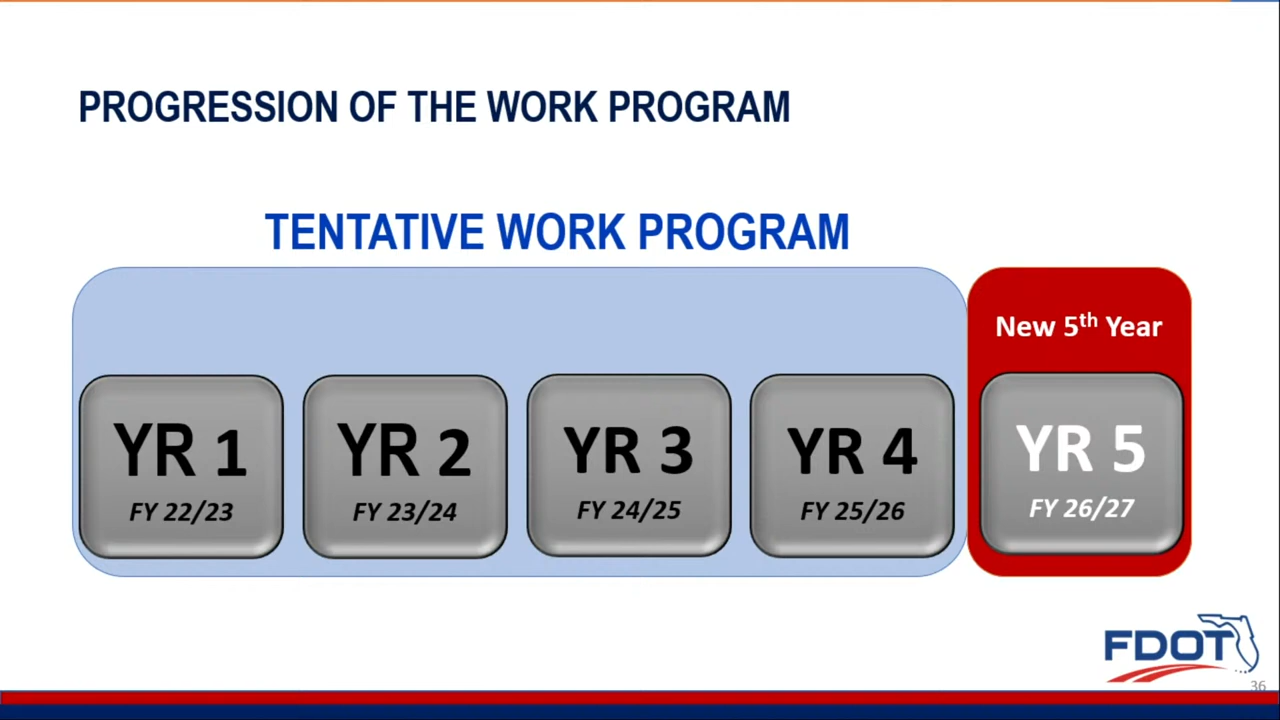 PROGRESSION OF THE WORK PROGRAM
TENTATIVE WORK PROGRAM
New 5th Year
YR 1
FY 22/23
YR 2
FY 23/24
YR 3
FY 24/25
YR 4
FY 25/26
YR 5
FY 26/27
FDOT
36